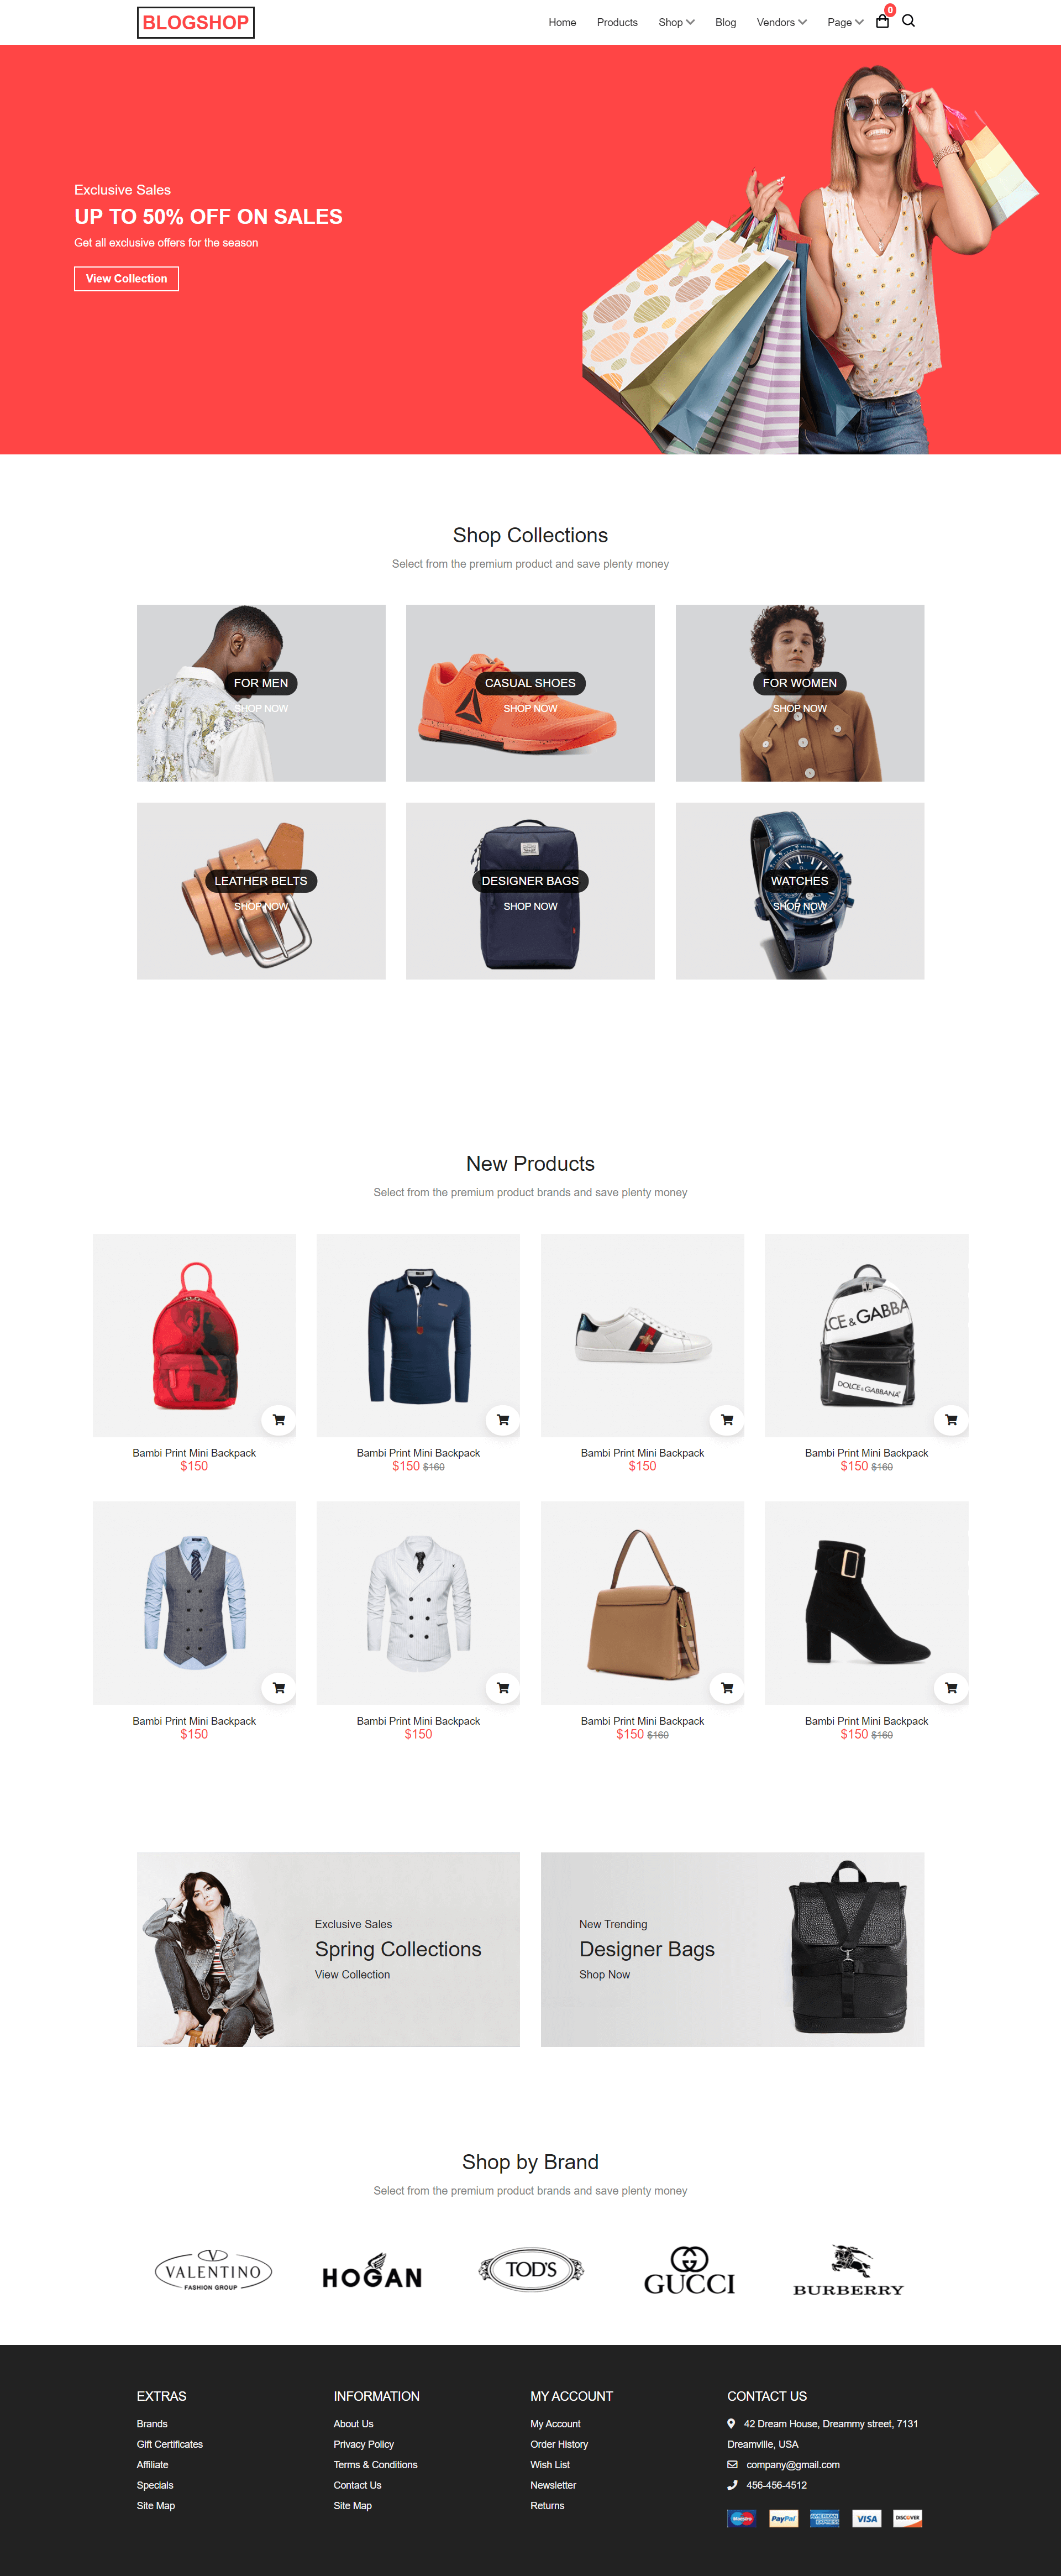 BLOGSHOP
Home Products Shop Blog Vendors Page 0
Exclusive Sales
UP TO 50% OFF ON SALES
Get all exclusive offers for the season
View Collection
Shop Collections
Select from the premium product and save plenty money
FOR MEN CASUAL SHOES FOR WOMEN
SHOP NOW SHOP NOW SHOP NOW
LEATHER BELTS DESIGNER BAGS WATCHES
SHOP NOW SHOP NOW SHOP NOW
New Products
Select from the premium product brands and save plenty money
LCE & GABBA
DOLCE & GABBANA
Bambi Print Mini Backpack Bambi Print Mini Backpack Bambi Print Mini Backpack Bambi Print Mini Backpack
$150 $150 $160 $150 $150 $160
Bambi Print Mini Backpack Bambi Print Mini Backpack Bambi Print Mini Backpack Bambi Print Mini Backpack
$150 $150 $150 $160 $150 $160
Exclusive Sales
Spring Collections
View Collection
New Trending
Designer Bags
Shop Now
Shop by Brand
Select from the premium product brands and save plenty money
VALENTINO
FASHION GROUP
HOGAN
TOD'S
GUCCI
BURBERRY
EXTRAS
Brands
Gift Certificates
Affiliate
Specials
Site Map
INFORMATION
About Us
Privacy Policy
Terms & Conditions
Contact Us
Site Map
MY ACCOUNT
My Account
Order History
Wish List
Newsletter
Returns
CONTACT US
42 Dream House, Dreammy street, 7131
Dreamville, USA
company@gmail.com
456-456-4512
Maestro PayPal AMERICAN EXPRESS VISA DISCOVER